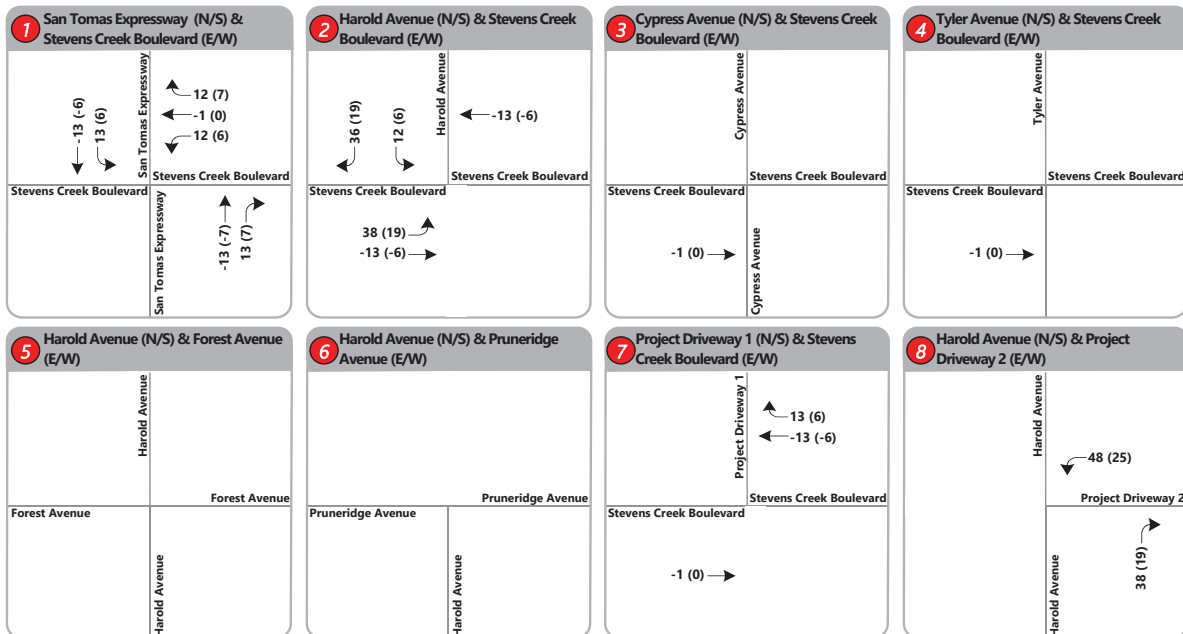 1
San Tomas Expressway (N/S) &
Stevens Creek Boulevard (E/W)
-13 (-6)
13 (6)
San Tomas Expressway
12 (7)
-1 (0)
12 (6)
Stevens Creek Boulevard
Stevens Creek Boulevard
San Tomas Expressway
-13 (-7)
13 (7)
2
Harold Avenue (N/S) & Stevens Creek
Boulevard (E/W)
36 (19)
12 (6)
Harold Avenue
-13 (-6)
Stevens Creek Boulevard
Stevens Creek Boulevard
38 (19)
-13 (-6)
3
Cypress Avenue (N/S) & Stevens Creek
Boulevard (E/W)
Cypress Avenue
Stevens Creek Boulevard
Stevens Creek Boulevard
-1 (0)
Cypress Avenue
4
Tyler Avenue (N/S) & Stevens Creek
Boulevard (E/W)
Tyler Avenue
Stevens Creek Boulevard
Stevens Creek Boulevard
-1 (0)
5
Harold Avenue (N/S) & Forest Avenue
(E/W)
Harold Avenue
Forest Avenue
Forest Avenue
Harold Avenue
6
Harold Avenue (N/S) & Pruneridge
Avenue (E/W)
Pruneridge Avenue
Pruneridge Avenue
Harold Avenue
7
Project Driveway 1 (N/S) & Stevens
Creek Boulevard (E/W)
Project Driveway 1
13 (6)
-13 (-6)
Stevens Creek Boulevard
Stevens Creek Boulevard
-1 (0)
8
Harold Avenue (N/S) & Project
Driveway 2 (E/W)
Harold Avenue
48 (25)
Project Driveway 2
Harold Avenue
38 (19)